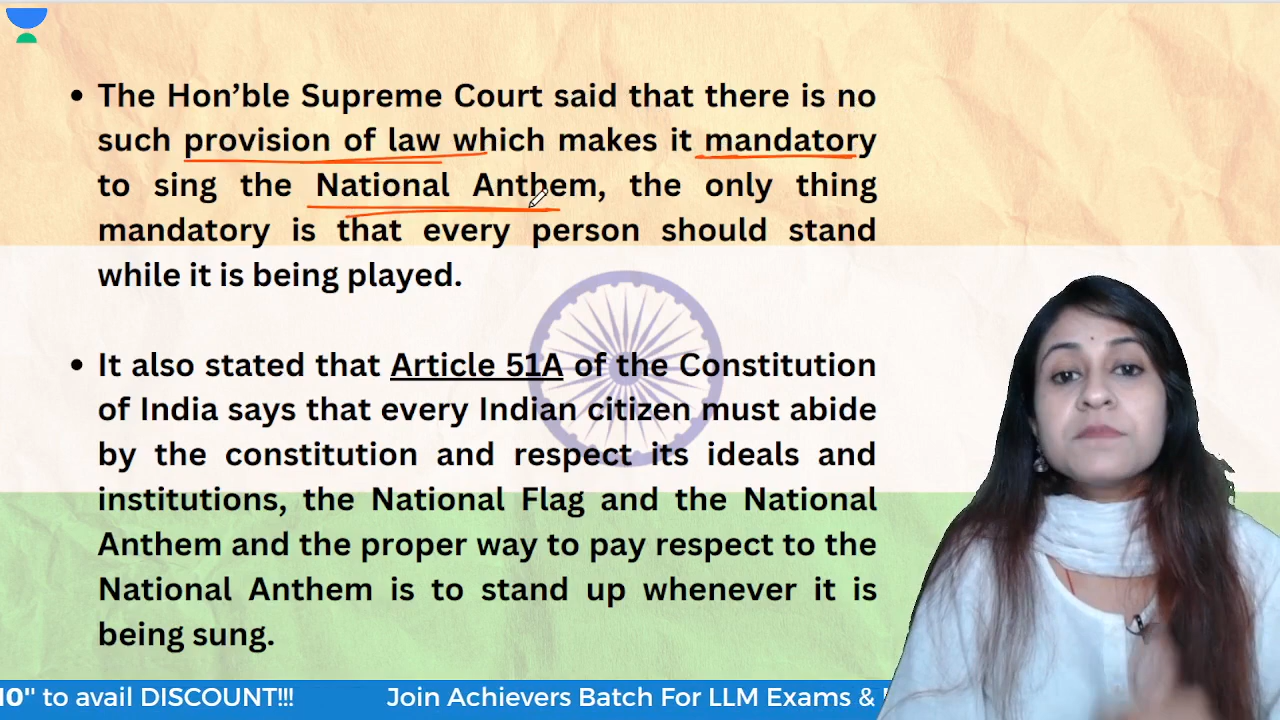 • The Hon’ble Supreme Court said that there is no
such provision of law which makes it mandatory
to sing the National Anthem, the only thing
mandatory is that every person should stand
while it is being played.
• It also stated that Article 51A of the Constitution
of India says that every Indian citizen must abide
by the constitution and respect its ideals and
institutions, the National Flag and the National
Anthem and the proper way to pay respect to the
National Anthem is to stand up whenever it is
being sung.
10" to avail DISCOUNT!!! Join Achievers Batch For LLM Exams &